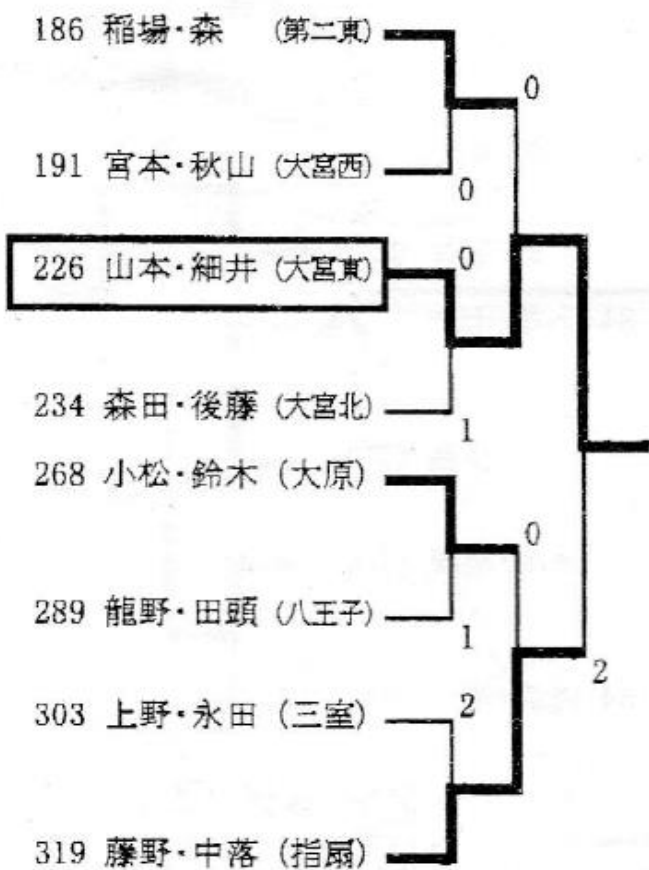 186 稲場・森 (第二東)
0
191 宮本・秋山 (大宮西)
0
226 山本・細井 (大宮東)
0
234 森田・後藤 (大宮北)
1
268 小松・鈴木 (大原)
0
289 龍野・田頭 (八王子)
1
2
303 上野・永田 (三室)
2
319 藤野・中落 (指扇)